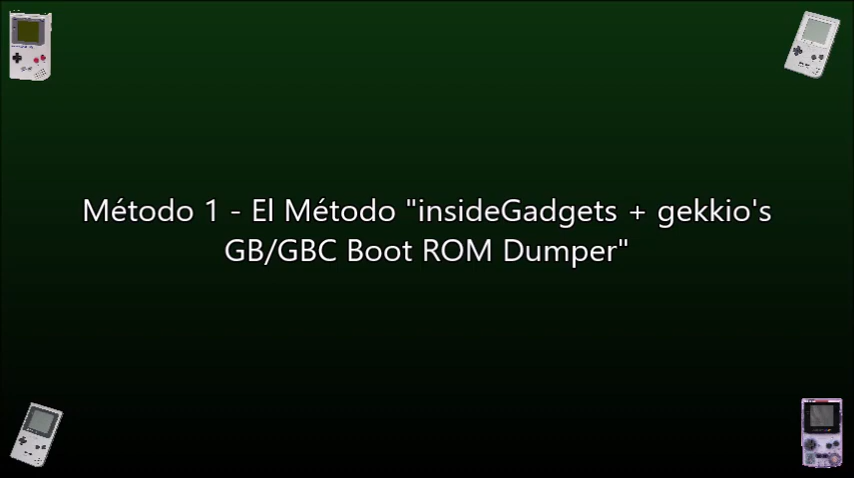 Método 1 - El Método "insideGadgets + gekkio's
GB/GBC Boot ROM Dumper"